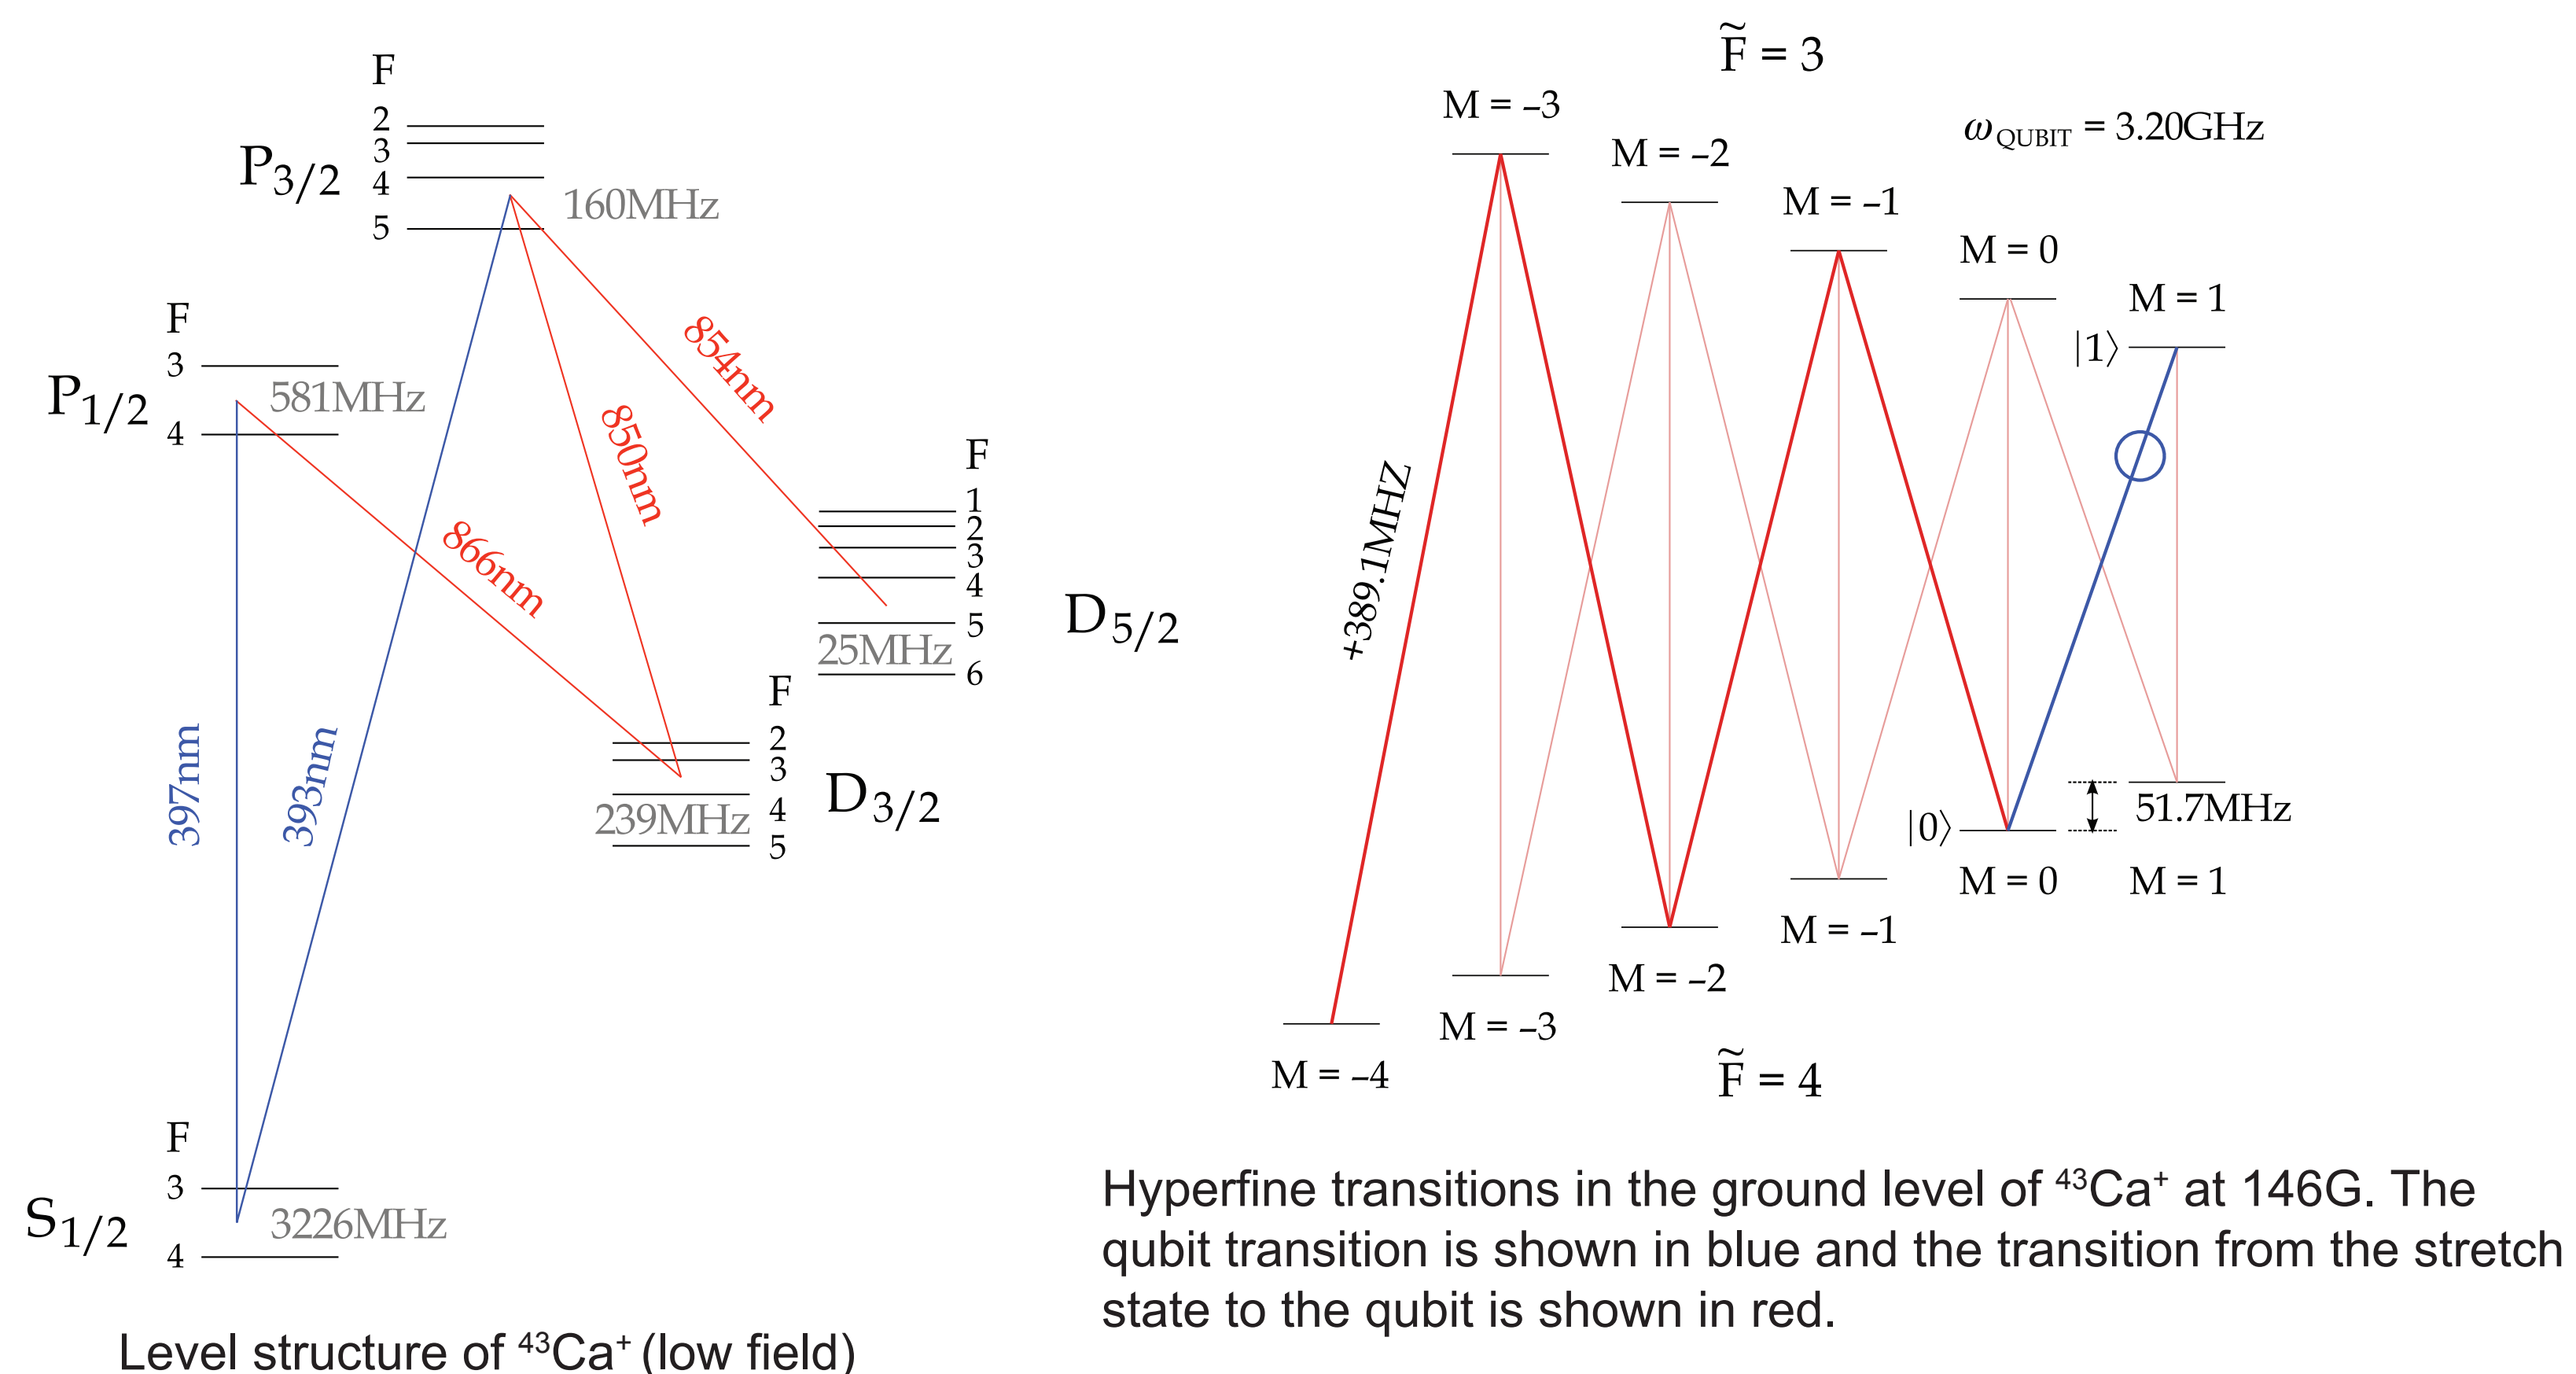 F
2
3
4
5
P3/2
160MHz
F
3
4
P1/2
581MHz
854nm
850nm
866nm
F
1
2
3
4
5
6
D5/2
25MHz
F
2
3
4
5
D3/2
239MHz
397nm
393nm
F
3
4
S1/2
3226MHz
Level structure of ⁴³Ca⁺ (low field)
F̃ = 3
M = –3
M = –2
M = –1
M = 0
M = 1
ωQUBIT = 3.20GHz
|1⟩
+389.1MHZ
51.7MHz
|0⟩
M = 0
M = 1
M = –1
M = –2
M = –3
M = –4
F̃ = 4
Hyperfine transitions in the ground level of ⁴³Ca⁺ at 146G. The
qubit transition is shown in blue and the transition from the stretch
state to the qubit is shown in red.